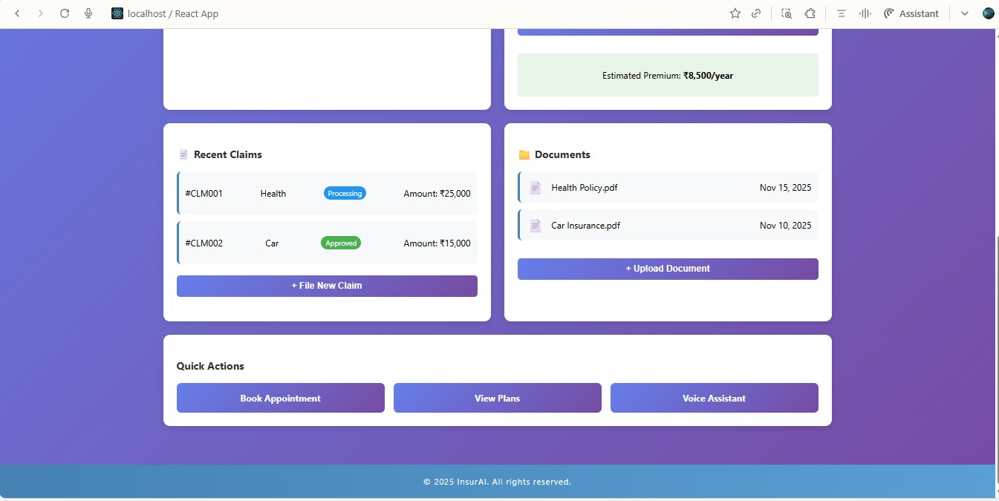 localhost / React App
Assistant
Estimated Premium: ₹8,500/year
Recent Claims
#CLM001 Health Processing Amount: ₹25,000
#CLM002 Car Approved Amount: ₹15,000
+ File New Claim
Documents
Health Policy.pdf Nov 15, 2025
Car Insurance.pdf Nov 10, 2025
+ Upload Document
Quick Actions
Book Appointment View Plans Voice Assistant
© 2025 InsurAI. All rights reserved.